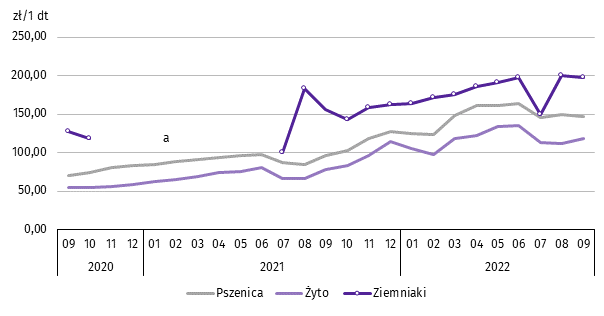 zł/1 dt
250,00
200,00
150,00
100,00
50,00
0,00
a
09 10 11 12 01 02 03 04 05 06 07 08 09 10 11 12 01 02 03 04 05 06 07 08 09
2020 2021 2022
Pszenica Żyto Ziemniaki